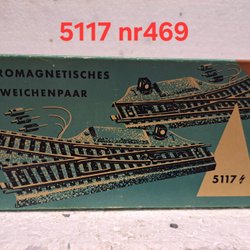 5117 nr469
ROMAGNETISCHES
WEICHENPAAR
5117